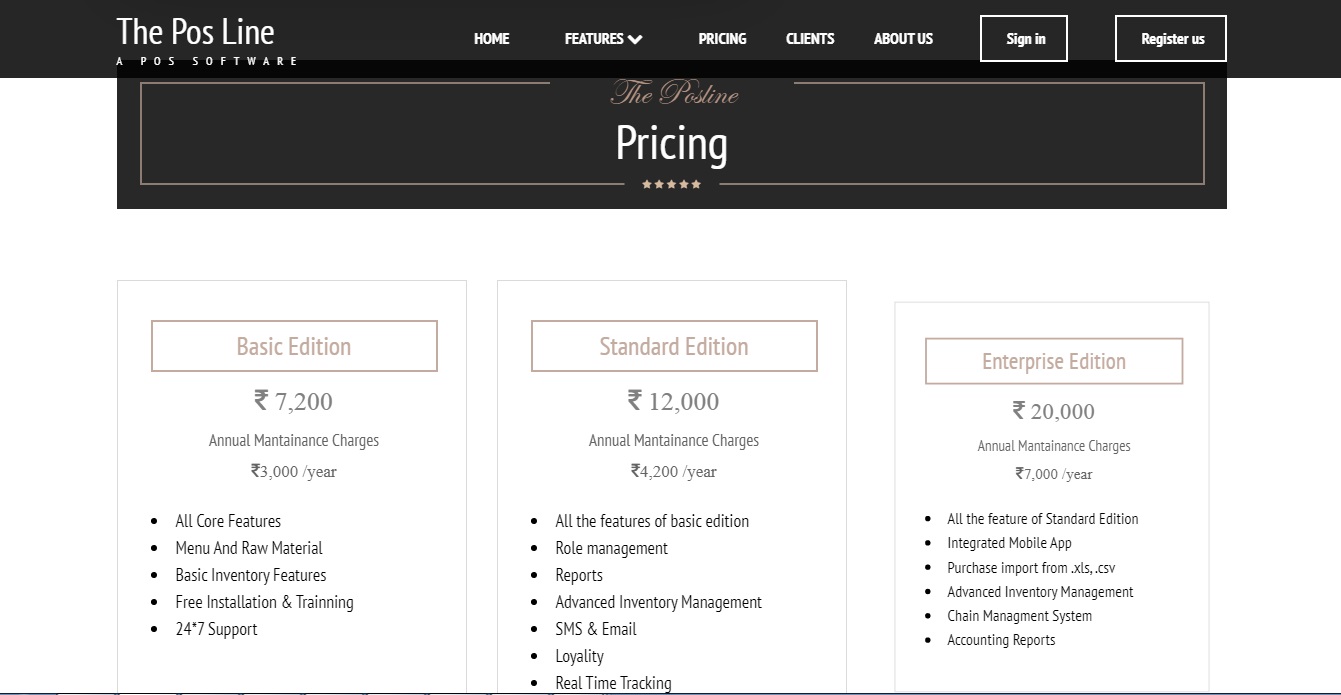 The Pos Line
A POS SOFTWARE
HOME
FEATURES
PRICING
CLIENTS
ABOUT US
Sign in
Register us
The Posline
Pricing
Basic Edition
₹ 7,200
Annual Mantainance Charges
₹3,000 /year
All Core Features
Menu And Raw Material
Basic Inventory Features
Free Installation & Trainning
24*7 Support
Standard Edition
₹ 12,000
Annual Mantainance Charges
₹4,200 /year
All the features of basic edition
Role management
Reports
Advanced Inventory Management
SMS & Email
Loyality
Real Time Tracking
Enterprise Edition
₹ 20,000
Annual Mantainance Charges
₹7,000 /year
All the feature of Standard Edition
Integrated Mobile App
Purchase import from .xls, .csv
Advanced Inventory Management
Chain Managment System
Accounting Reports